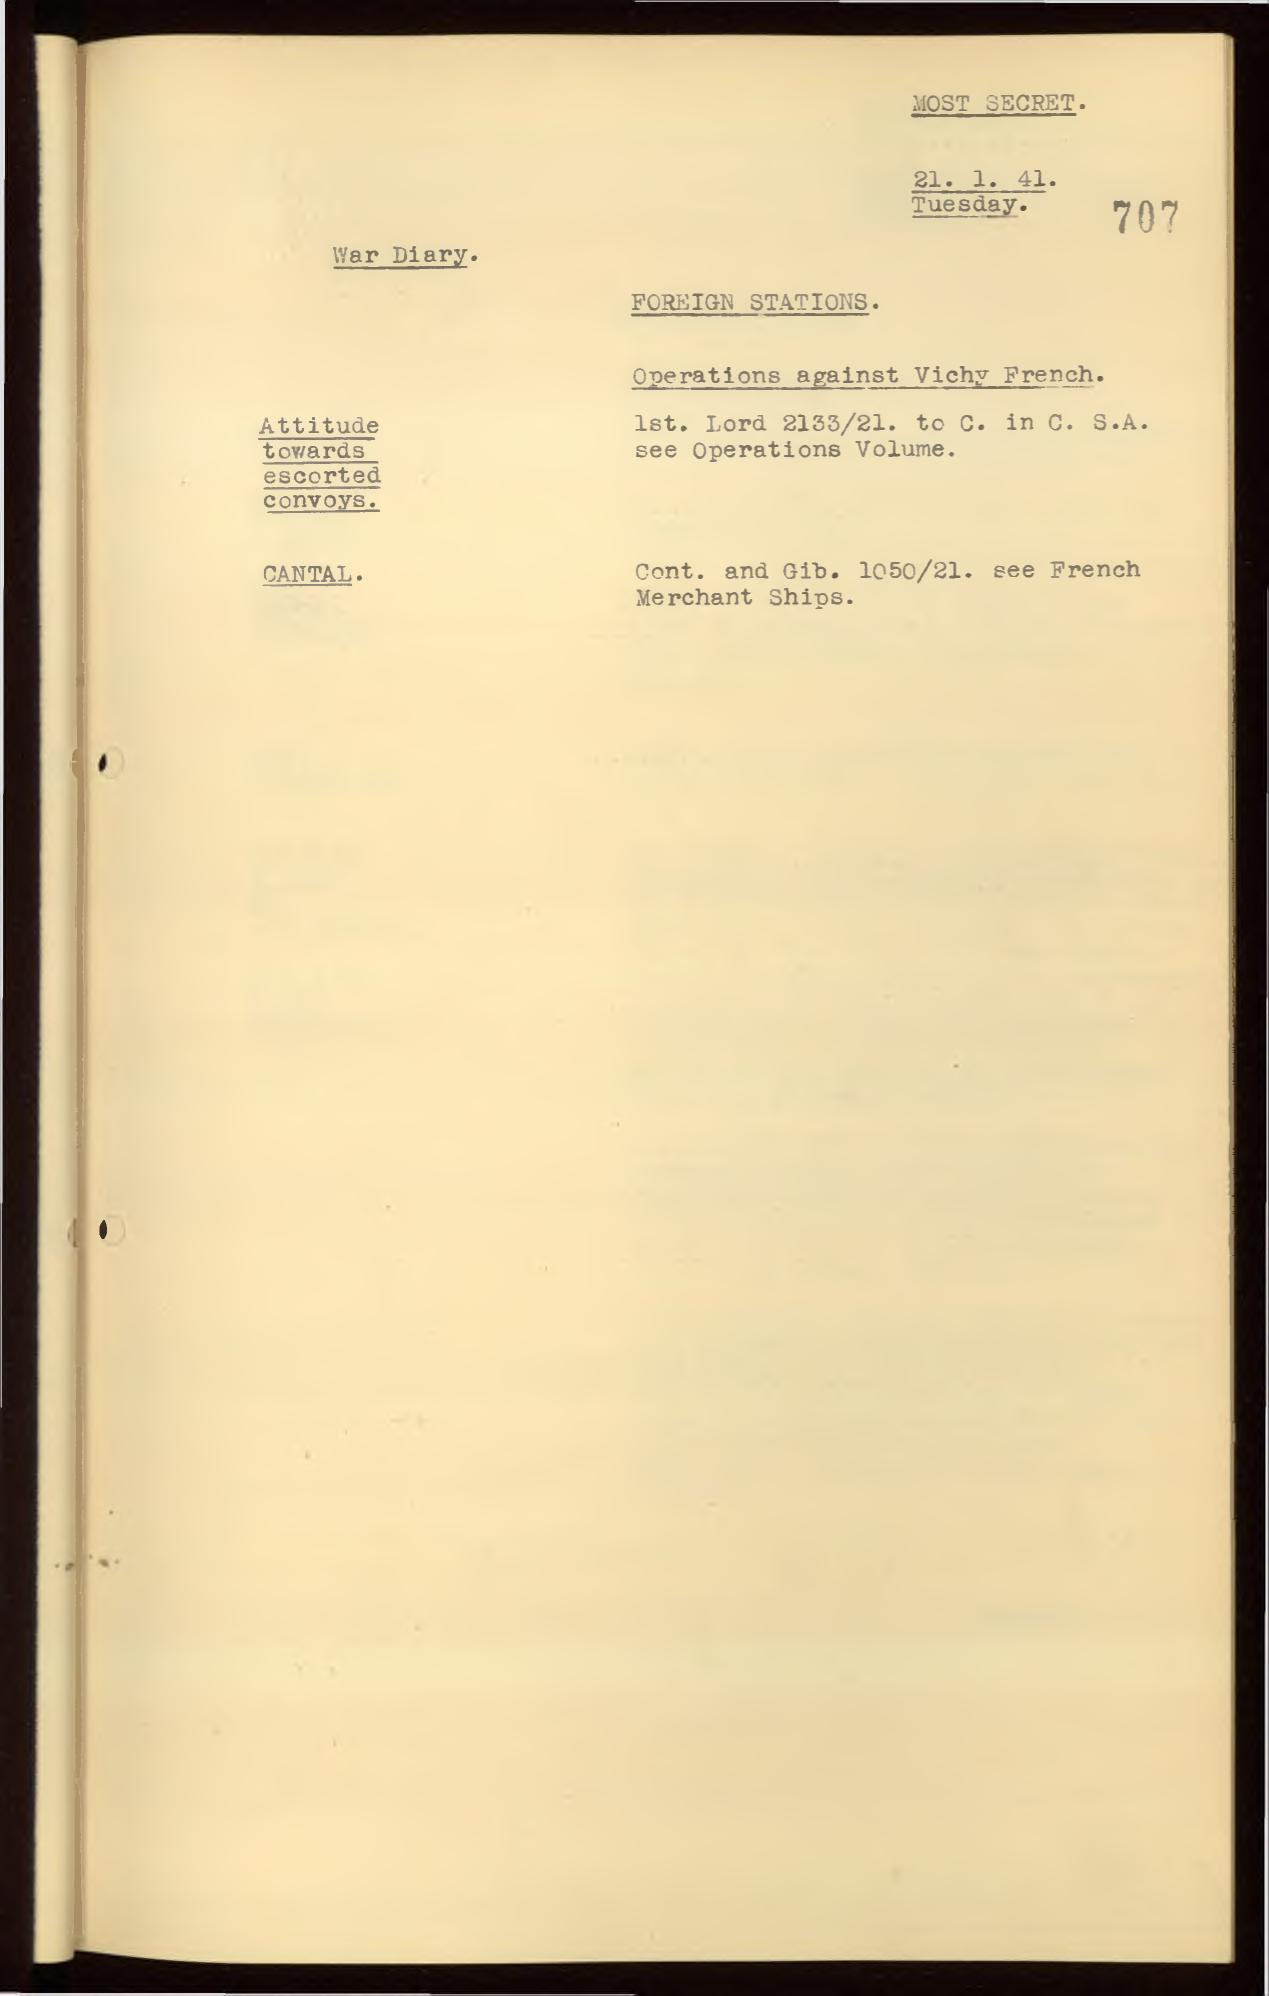 MOST SECRET.
21. 1. 41.
Tuesday.
707
War Diary.
FOREIGN STATIONS.
Operations against Vichy French.
Attitude
towards
escorted
convoys.
1st. Lord 2133/21. to C. in C. S.A.
see Operations Volume.
CANTAL.
Cont. and Gib. 1050/21. see French
Merchant Ships.